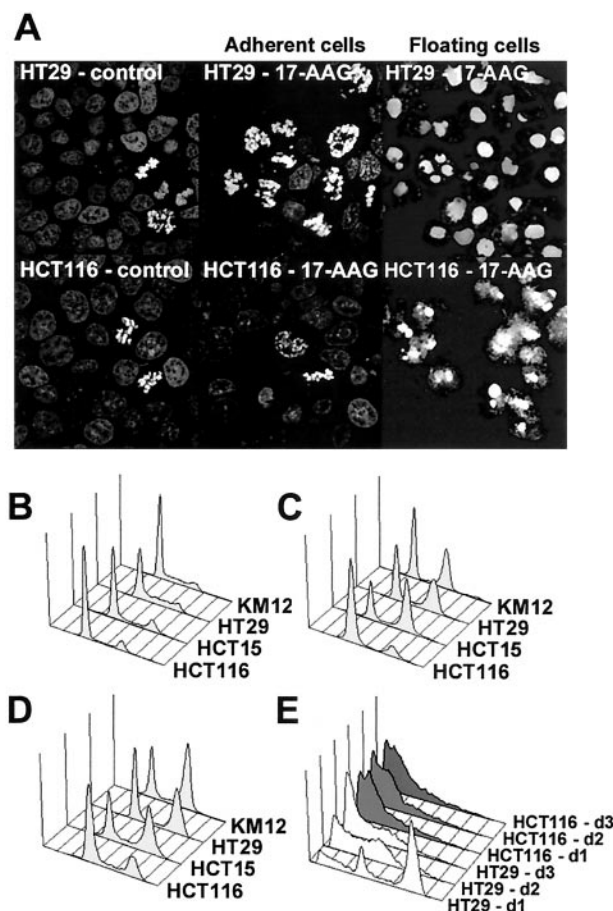 A
Adherent cells
Floating cells
HT29 - control
HT29 - 17-AAG
HT29 - 17-AAG
HCT116 - control
HCT116 - 17-AAG
HCT116 - 17-AAG
B
KM12
HT29
HCT15
HCT116
C
KM12
HT29
HCT15
HCT116
D
KM12
HT29
HCT15
HCT116
E
HCT116 - d3
HCT116 - d2
HCT116 - d1
HT29 - d3
HT29 - d2
HT29 - d1